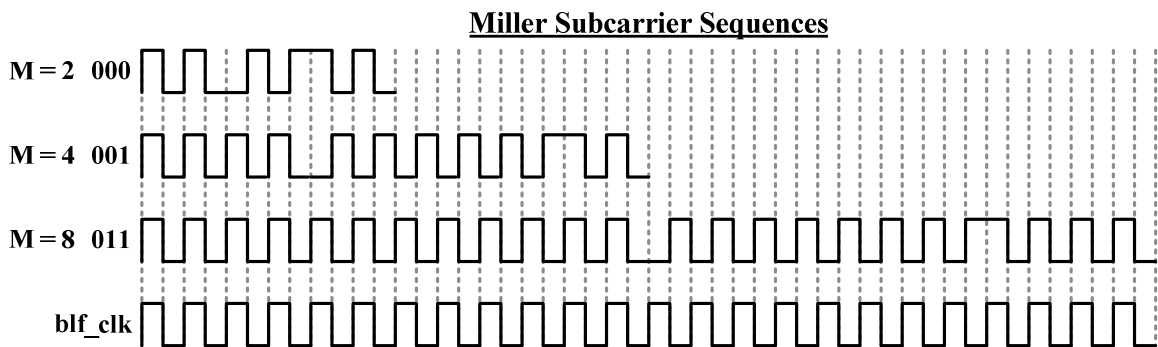 Miller Subcarrier Sequences
M = 2 000
M = 4 001
M = 8 011
blf_clk